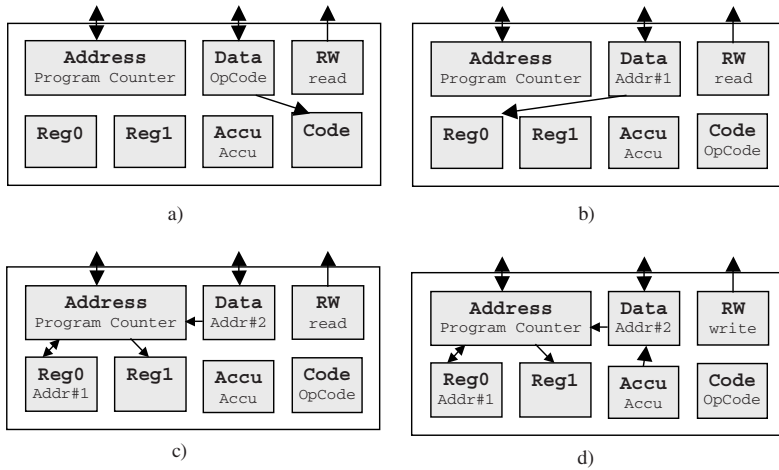 Address Data RW
Program Counter OpCode read
Reg0 Reg1 Accu Code
Accu
a)
Address Data RW
Program Counter Addr#1 read
Reg0 Reg1 Accu Code
Accu OpCode
b)
Address Data RW
Program Counter Addr#2 read
Reg0 Reg1 Accu Code
Addr#1 Accu OpCode
c)
Address Data RW
Program Counter Addr#2 write
Reg0 Reg1 Accu Code
Addr#1 Accu OpCode
d)